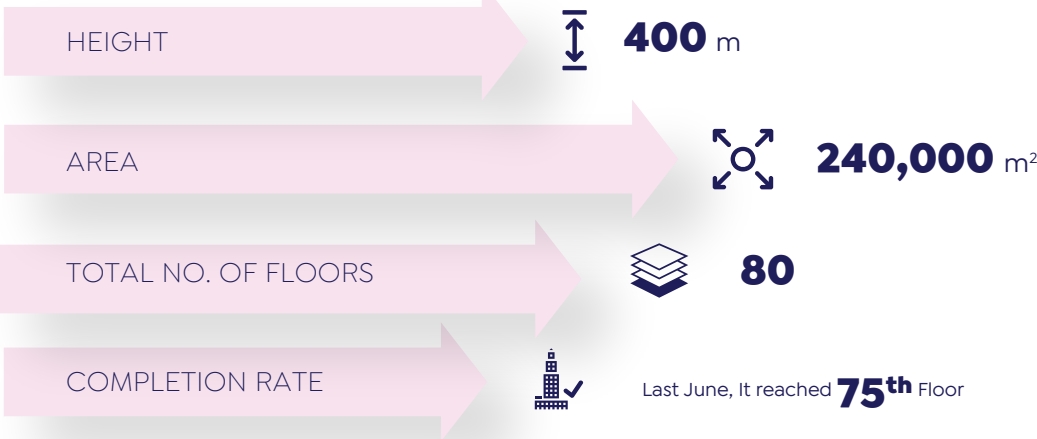 HEIGHT 400 m
AREA 240,000 m²
TOTAL NO. OF FLOORS 80
COMPLETION RATE Last June, It reached 75th Floor